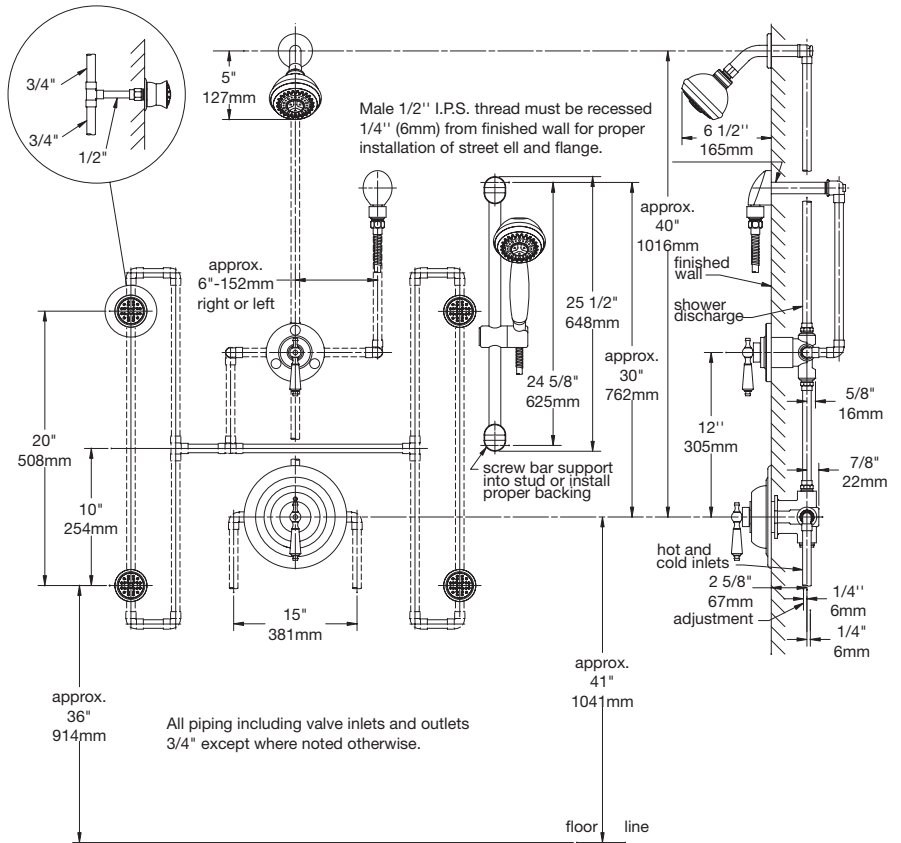 3/4"
3/4"
1/2"
5"
127mm
Male 1/2'' I.P.S. thread must be recessed
1/4'' (6mm) from finished wall for proper
installation of street ell and flange.
6 1/2''
165mm
approx.
40"
1016mm
finished
wall
shower
discharge
approx.
6"-152mm
right or left
25 1/2"
648mm
24 5/8"
625mm
approx.
30"
762mm
5/8"
16mm
12''
305mm
7/8"
22mm
20"
508mm
10"
254mm
screw bar support
into stud or install
proper backing
hot and
cold inlets
2 5/8"
67mm
adjustment
1/4''
6mm
1/4"
6mm
15"
381mm
approx.
41"
1041mm
approx.
36"
914mm
All piping including valve inlets and outlets
3/4" except where noted otherwise.
floor line